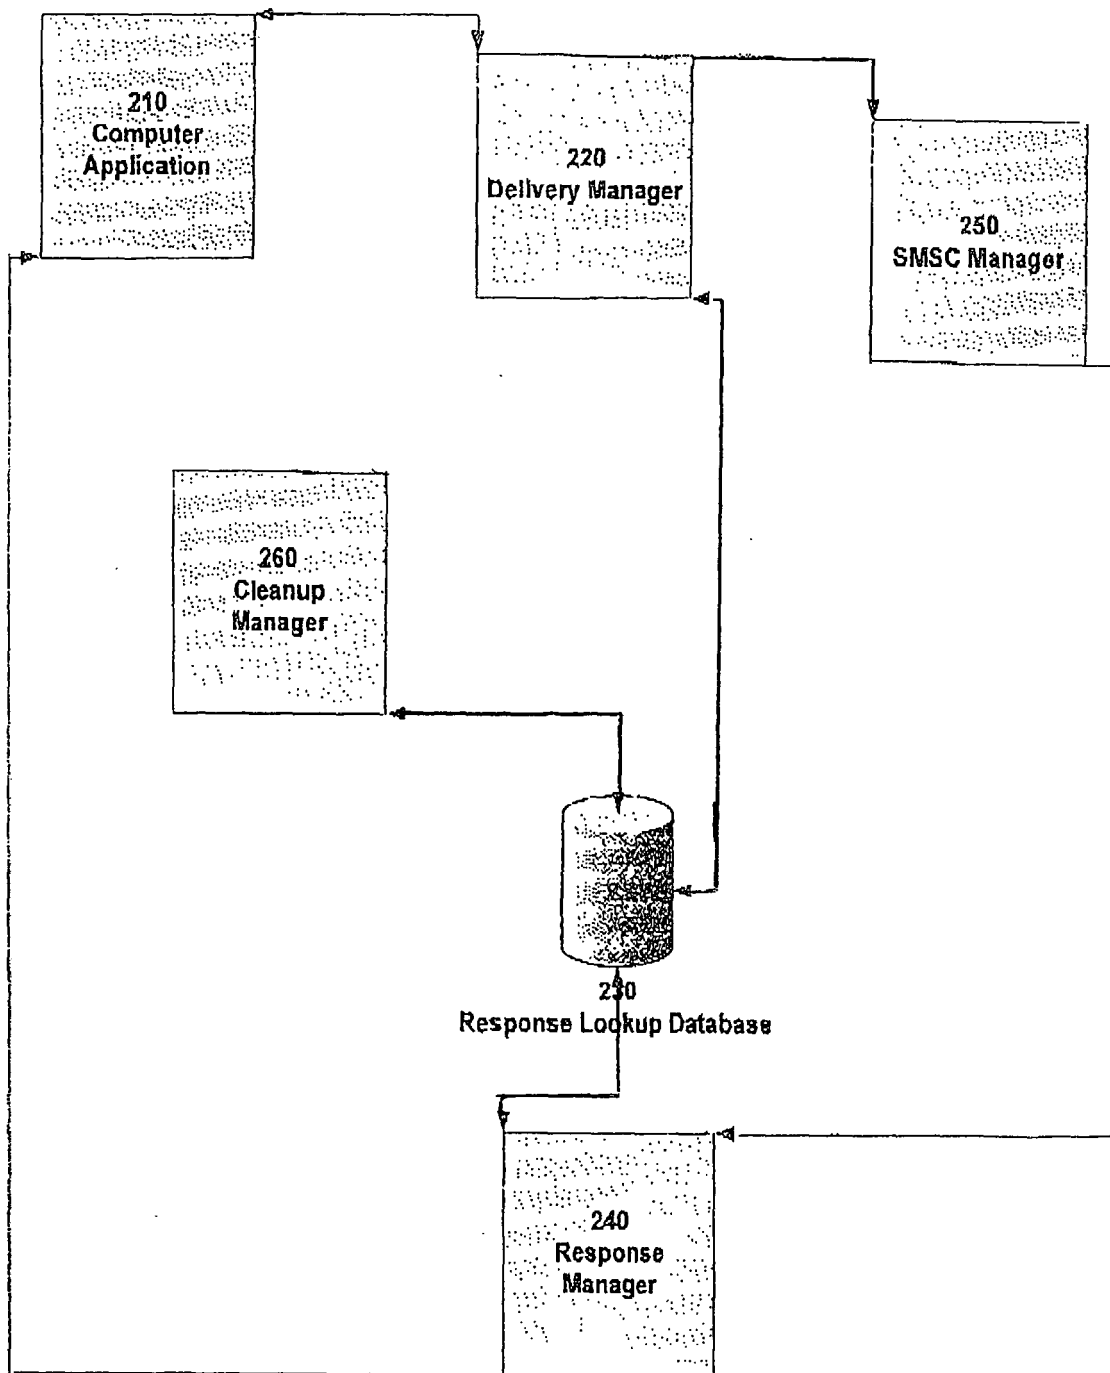 210
Computer
Application
220
Delivery Manager
250
SMSC Manager
260
Cleanup
Manager
230
Response Lookup Database
240
Response
Manager